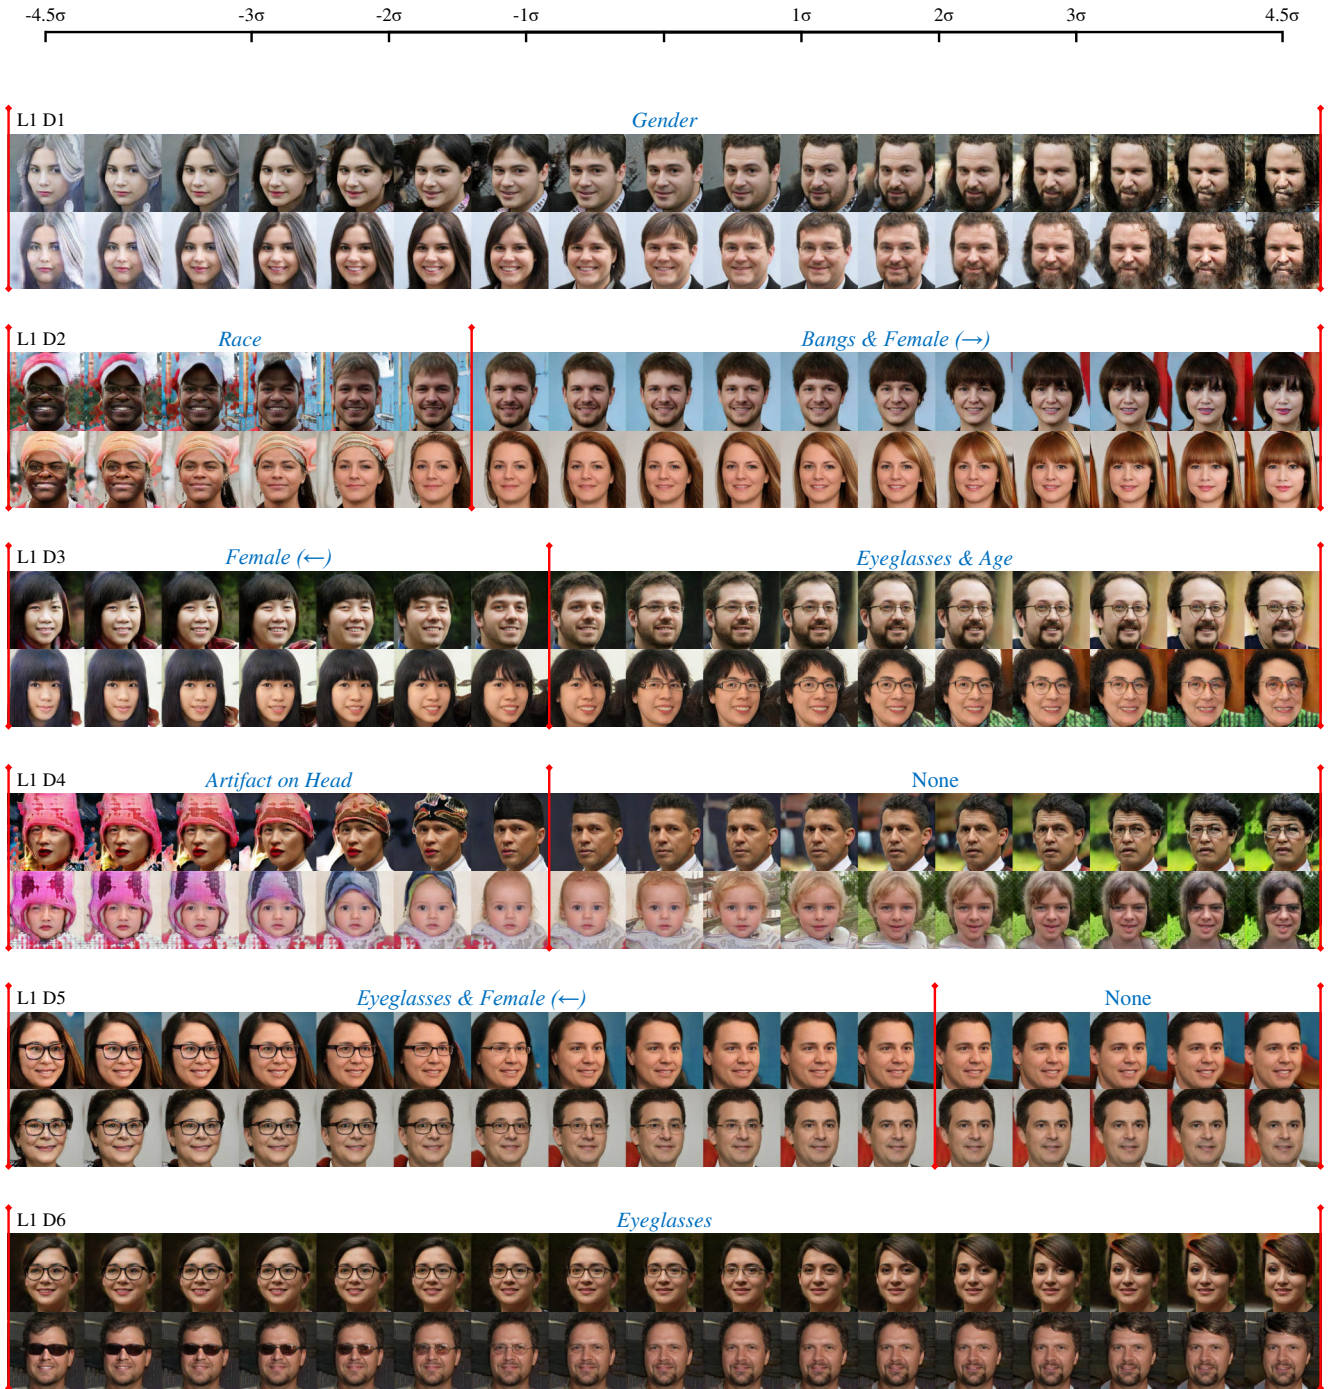 -4.5σ -3σ -2σ -1σ 1σ 2σ 3σ 4.5σ
L1 D1 Gender
L1 D2 Race Bangs & Female (→)
L1 D3 Female (←) Eyeglasses & Age
L1 D4 Artifact on Head None
L1 D5 Eyeglasses & Female (←) None
L1 D6 Eyeglasses